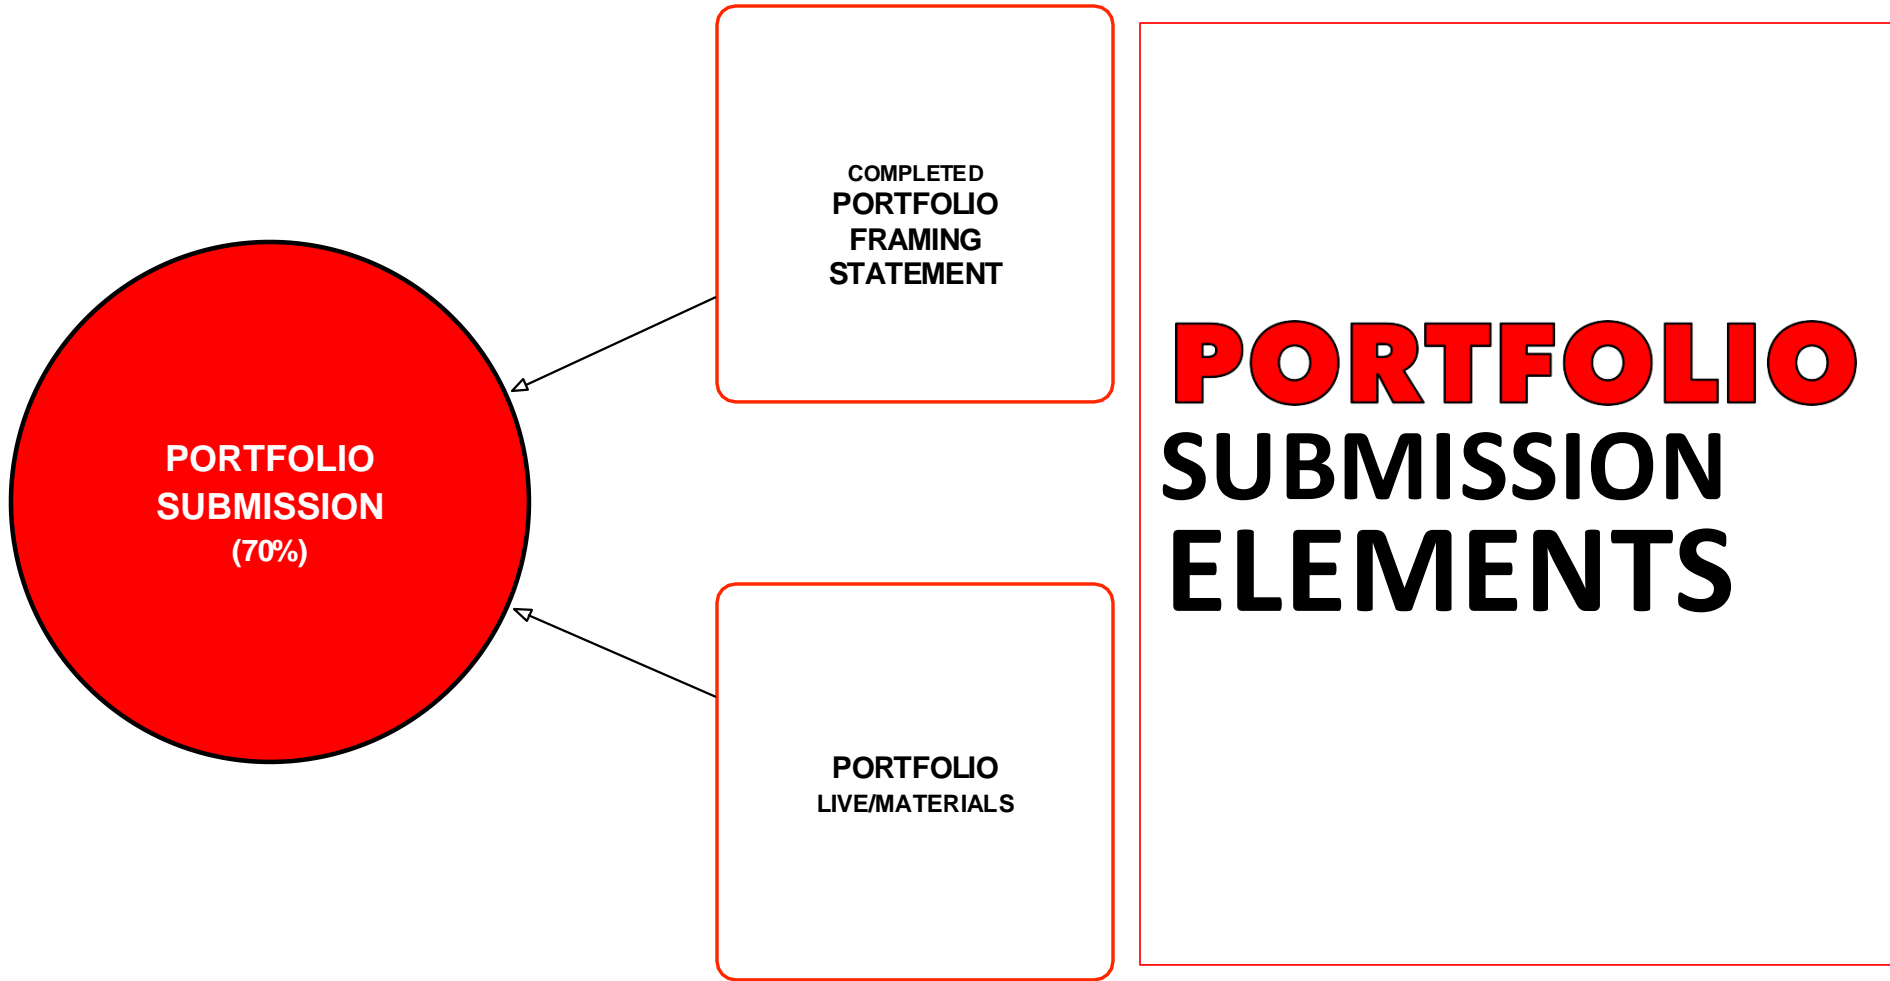 PORTFOLIO
SUBMISSION
(70%)
COMPLETED
PORTFOLIO
FRAMING
STATEMENT
PORTFOLIO
LIVE/MATERIALS
PORTFOLIO
SUBMISSION
ELEMENTS